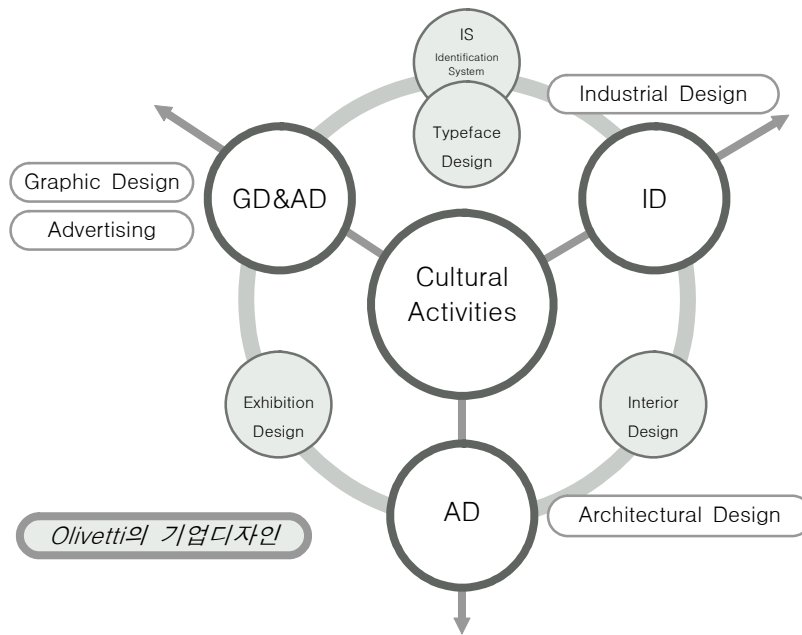 IS
Identification
System
Industrial Design
Typeface
Design
Graphic Design
GD&AD
ID
Advertising
Cultural
Activities
Exhibition
Design
Interior
Design
AD
Architectural Design
Olivetti의 기업디자인